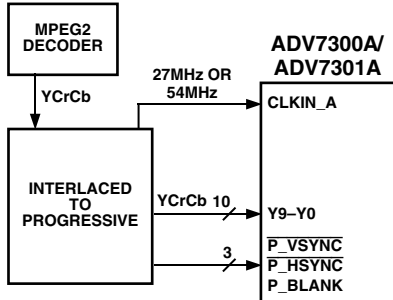 MPEG2
DECODER
ADV7300A/
ADV7301A
27MHz OR
54MHz
YCrCb
CLKIN_A
INTERLACED
TO
PROGRESSIVE
YCrCb 10
Y9–Y0
3
P_VSYNC
P_HSYNC
P_BLANK